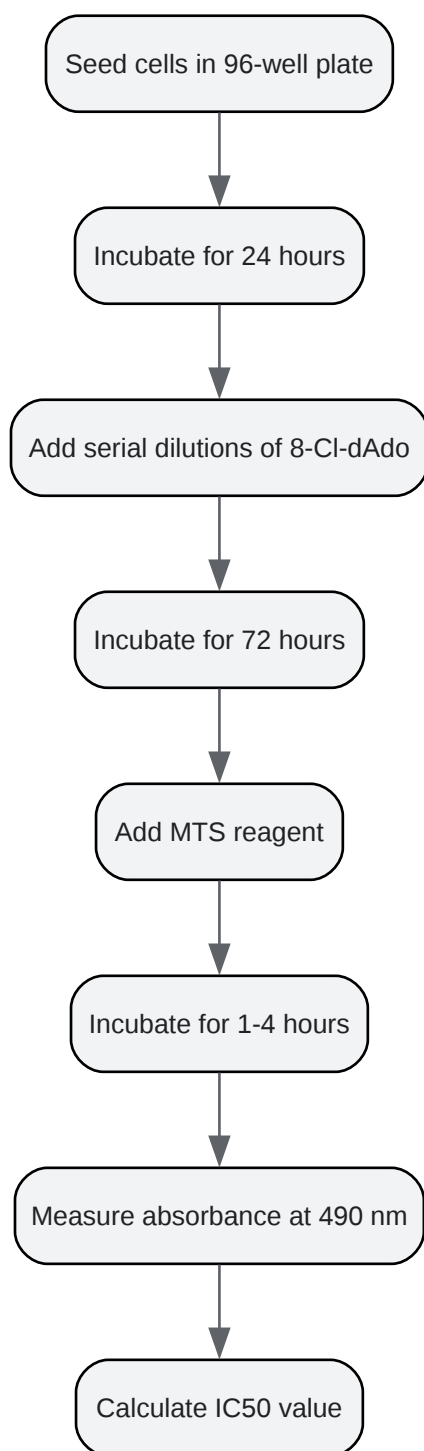 Seed cells in 96-well plate
Incubate for 24 hours
Add serial dilutions of 8-Cl-dAdo
Incubate for 72 hours
Add MTS reagent
Incubate for 1-4 hours
Measure absorbance at 490 nm
Calculate IC50 value